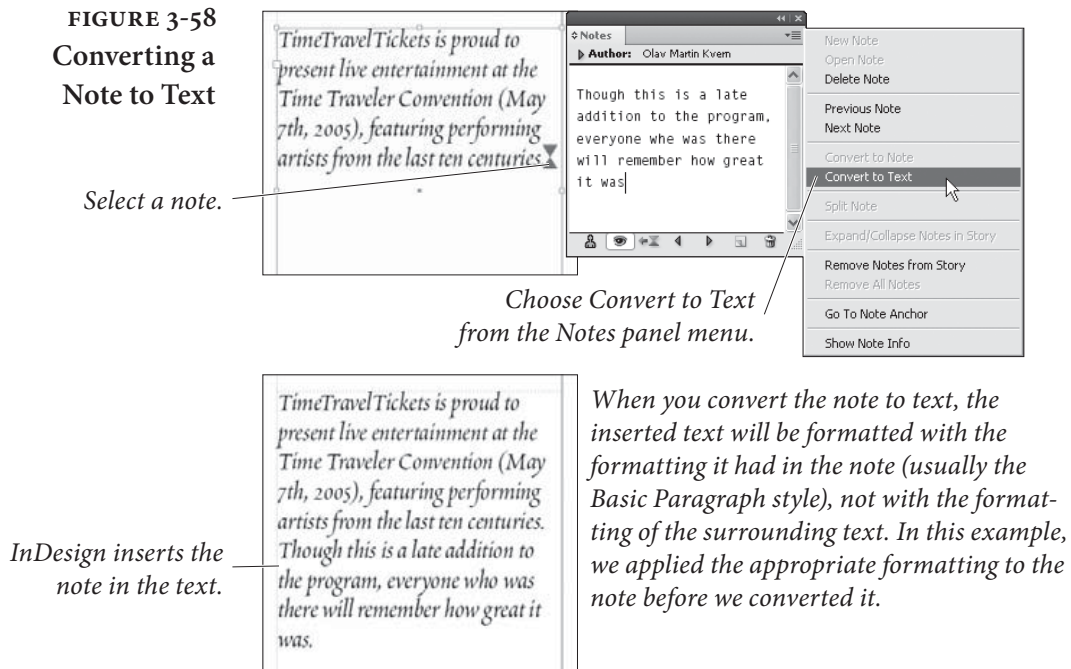 FIGURE 3-58
Converting a
Note to Text
TimeTravelTickets is proud to
present live entertainment at the
Time Traveler Convention (May
7th, 2005), featuring performing
artists from the last ten centuries.
Select a note.
Notes
Author: Olav Martin Kvern
Though this is a late
addition to the program,
everyone whe was there
will remember how great
it was
New Note
Open Note
Delete Note
Previous Note
Next Note
Convert to Note
Convert to Text
Split Note
Expand/Collapse Notes in Story
Remove Notes from Story
Remove All Notes
Go To Note Anchor
Show Note Info
Choose Convert to Text
from the Notes panel menu.
TimeTravelTickets is proud to
present live entertainment at the
Time Traveler Convention (May
7th, 2005), featuring performing
artists from the last ten centuries.
Though this is a late addition to
the program, everyone who was
there will remember how great it
was.
InDesign inserts the
note in the text.
When you convert the note to text, the
inserted text will be formatted with the
formatting it had in the note (usually the
Basic Paragraph style), not with the format-
ting of the surrounding text. In this example,
we applied the appropriate formatting to the
note before we converted it.